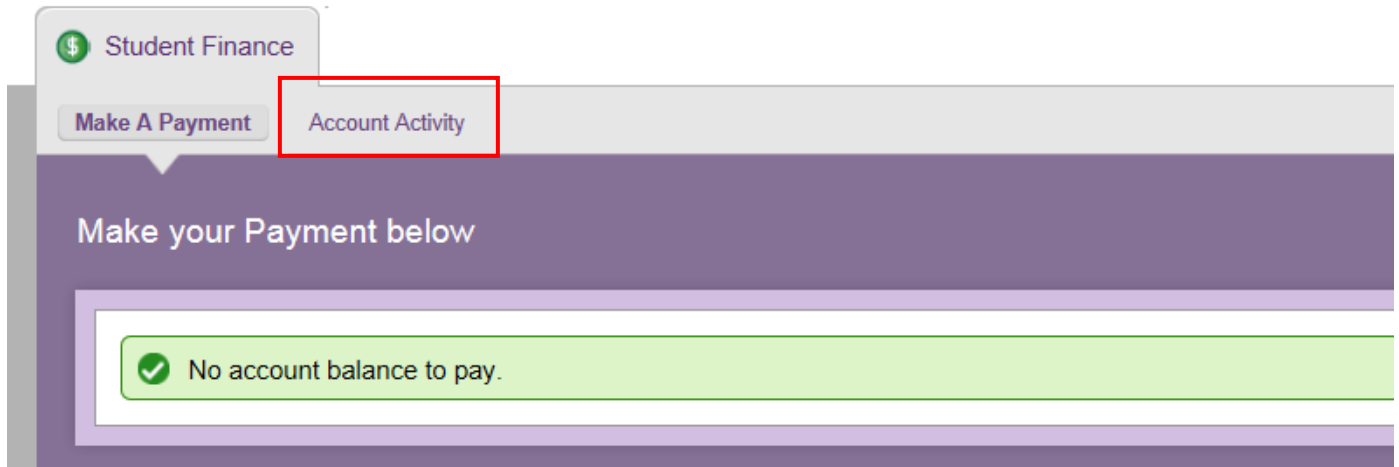 Student Finance
Make A Payment Account Activity
Make your Payment below
No account balance to pay.